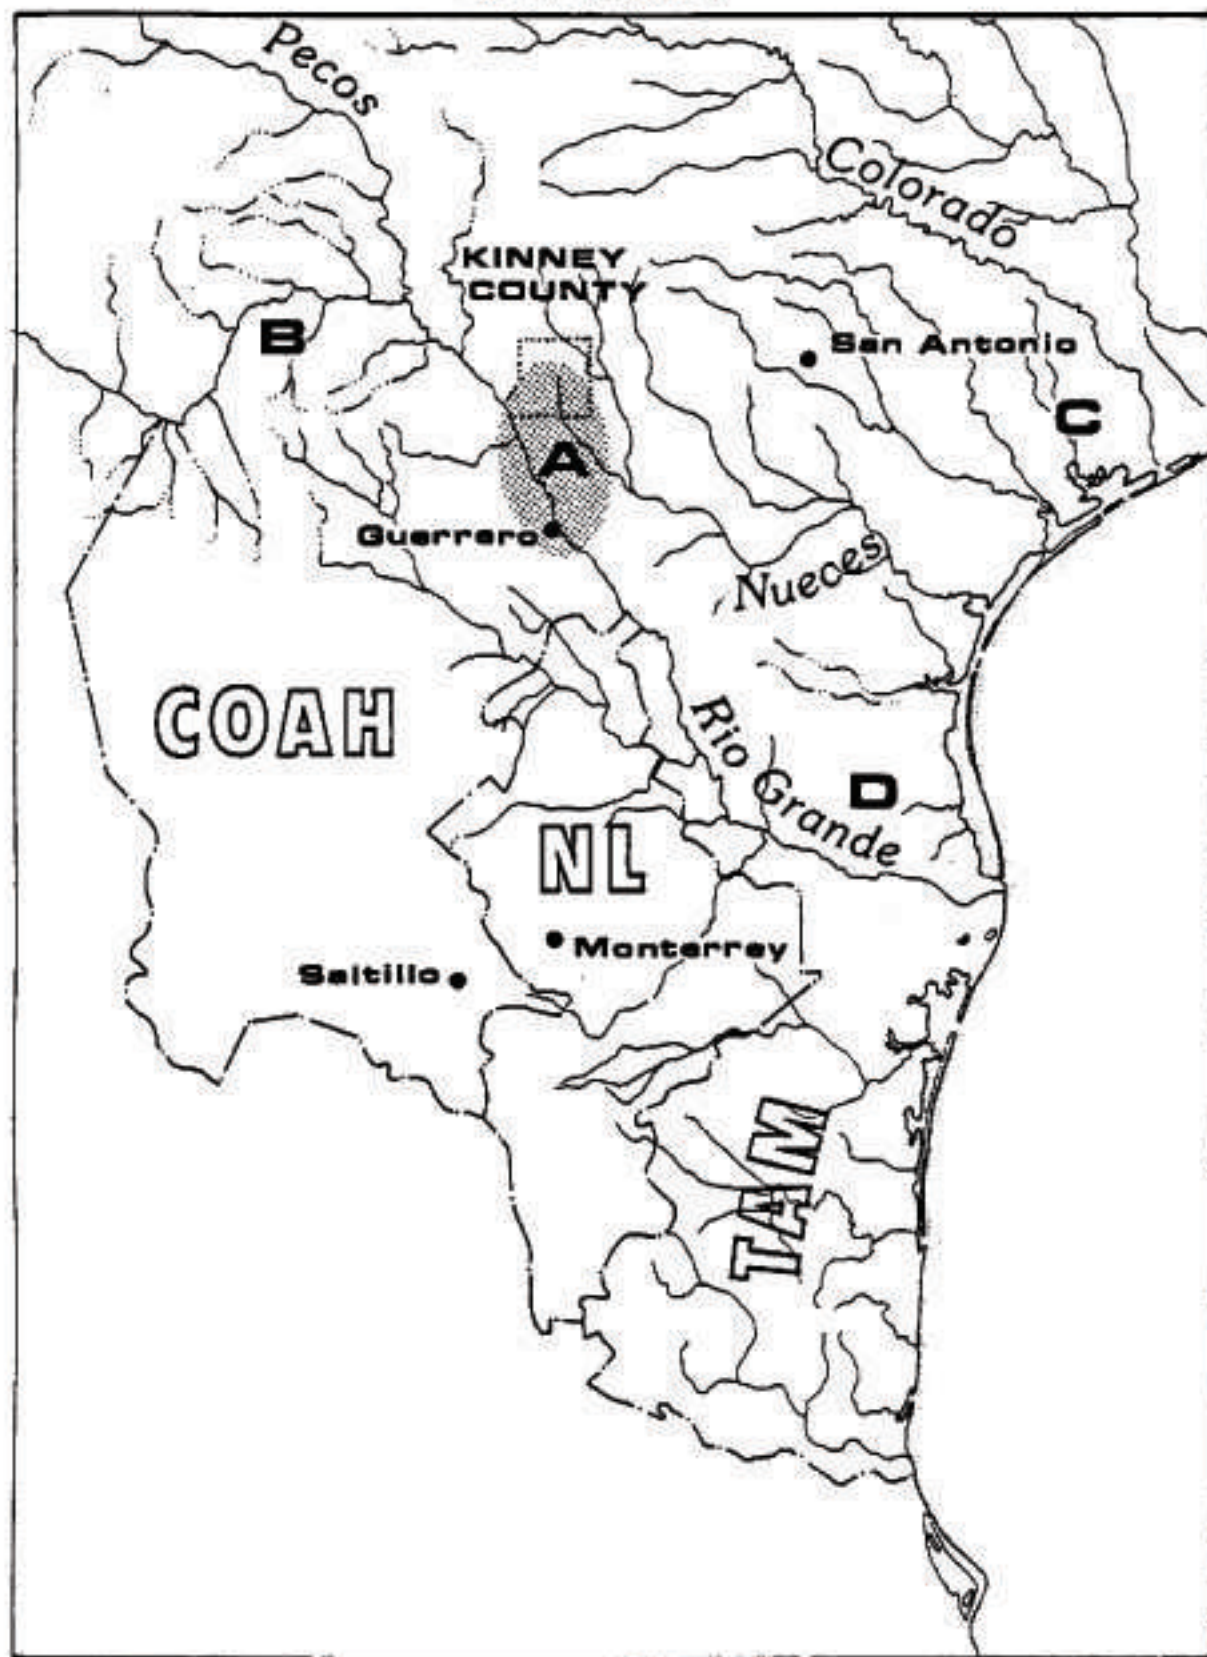 Pecos
Colorado
KINNEY
COUNTY
B
San Antonio
C
A
Guerrero
Nueces
COAH
Rio Grande
D
NL
Monterrey
Saltillo
TAM